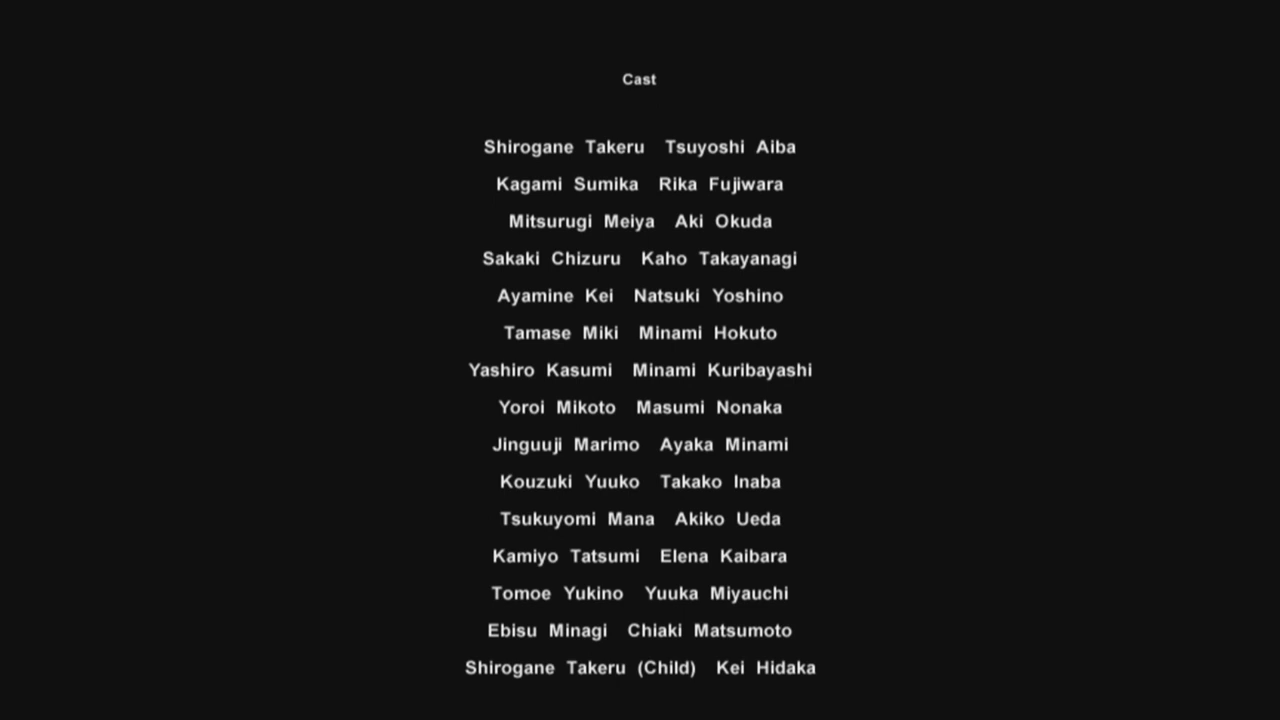 Cast
Shirogane Takeru Tsuyoshi Aiba
Kagami Sumika Rika Fujiwara
Mitsurugi Meiya Aki Okuda
Sakaki Chizuru Kaho Takayanagi
Ayamine Kei Natsuki Yoshino
Tamase Miki Minami Hokuto
Yashiro Kasumi Minami Kuribayashi
Yoroi Mikoto Masumi Nonaka
Jinguuji Marimo Ayaka Minami
Kouzuki Yuuko Takako Inaba
Tsukuyomi Mana Akiko Ueda
Kamiyo Tatsumi Elena Kaibara
Tomoe Yukino Yuuka Miyauchi
Ebisu Minagi Chiaki Matsumoto
Shirogane Takeru (Child) Kei Hidaka